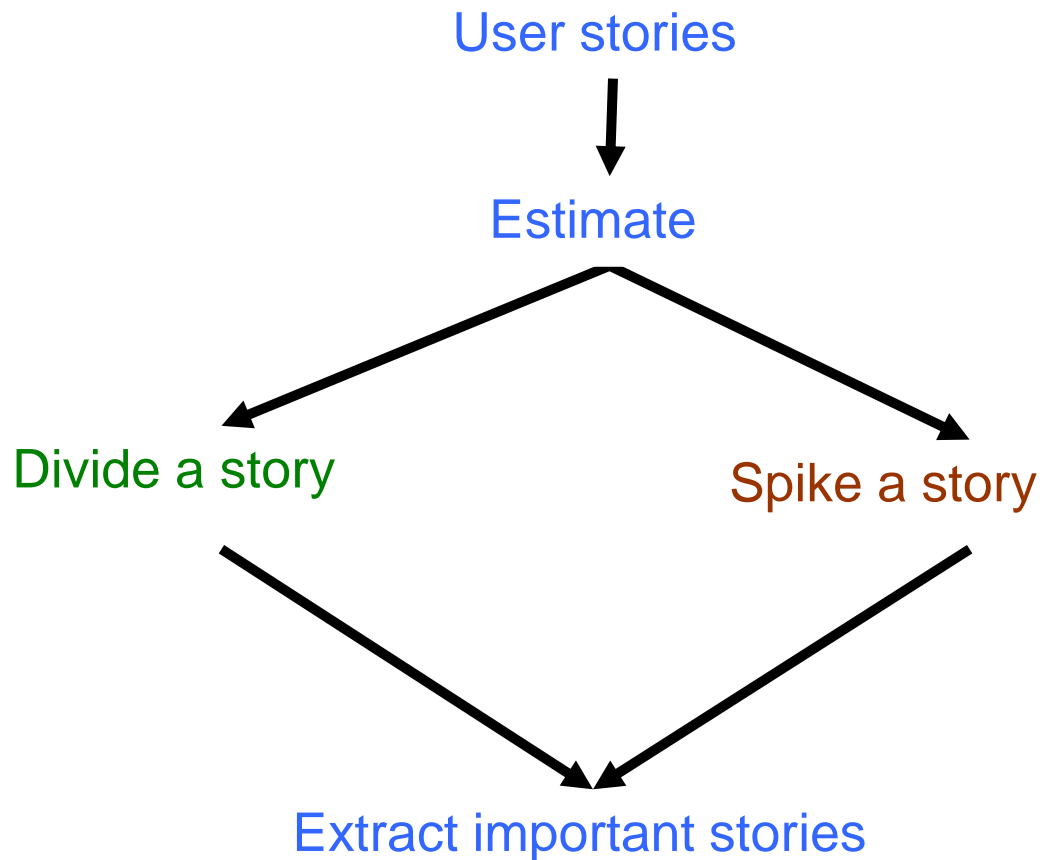 User stories
Estimate
Divide a story
Spike a story
Extract important stories